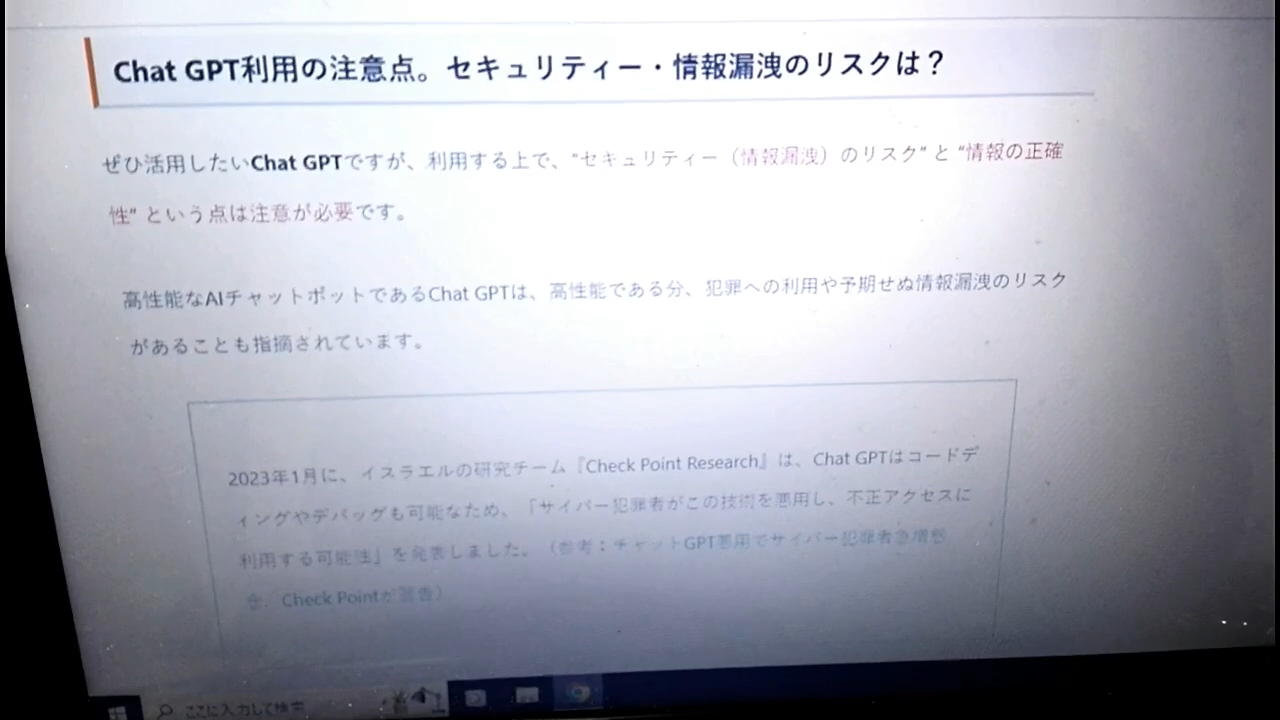 Chat GPT利用の注意点。セキュリティー・情報漏洩のリスクは？
ぜひ活用したいChat GPTですが、利用する上で、”セキュリティー（情報漏洩）のリスク” と “情報の正確
性” という点は注意が必要です。
高性能なAIチャットボットであるChat GPTは、高性能である分、犯罪への利用や予期せぬ情報漏洩のリスク
があることも指摘されています。
2023年1月に、イスラエルの研究チーム『Check Point Research』は、Chat GPTはコードデ
ィングやデバッグも可能なため、「サイバー犯罪者がこの技術を悪用し、不正アクセスに
利用する可能性」を発表しました。（参考：チャットGPT悪用でサイバー犯罪者急増懸
念、Check Pointが警告）
ここに入力して検索